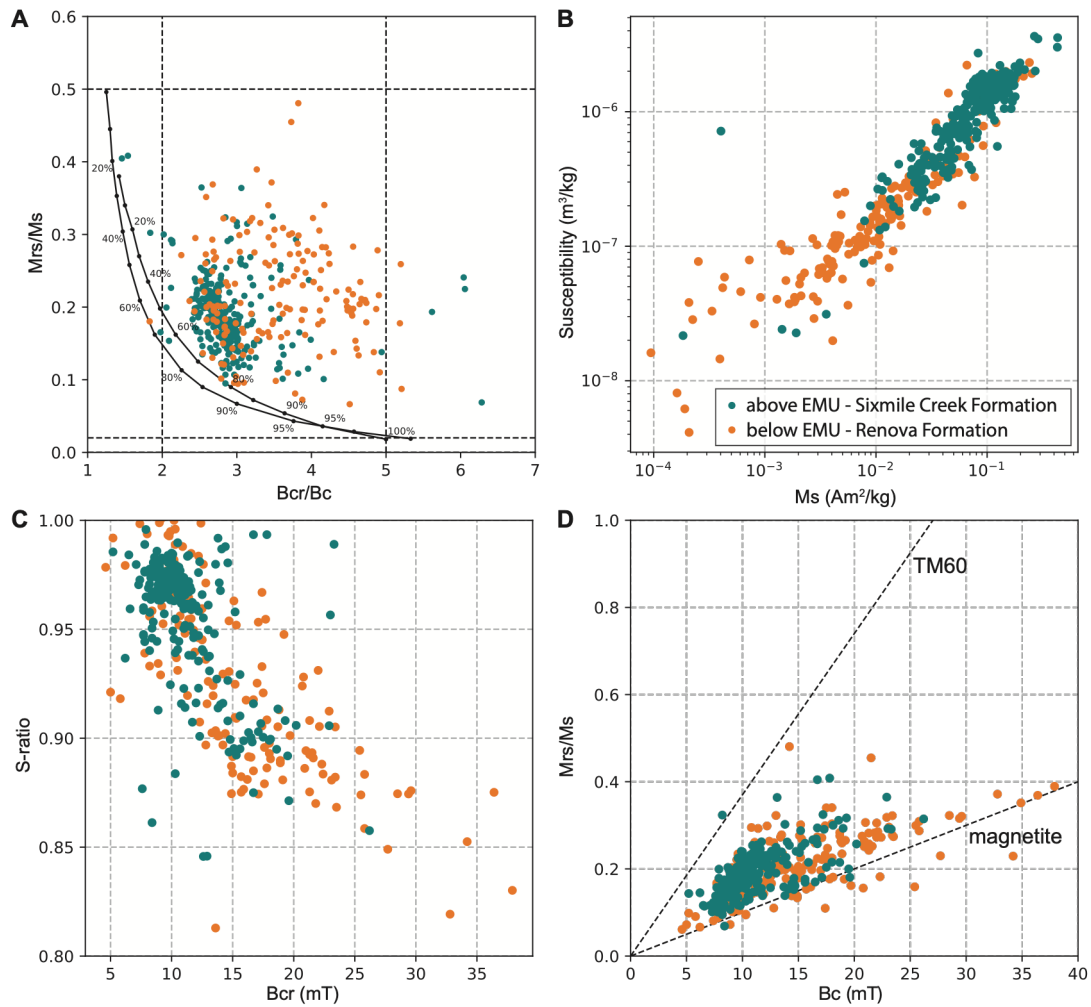 A
Mrs/Ms
0.6
0.5
0.4
0.3
0.2
0.1
0.0
20%
20%
40%
40%
60%
60%
80%
80%
90%
90%
95%
95%
100%
1 2 3 4 5 6 7
Bcr/Bc
B
Susceptibility (m³/kg)
10⁻⁶
10⁻⁷
10⁻⁸
above EMU - Sixmile Creek Formation
below EMU - Renova Formation
10⁻⁴ 10⁻³ 10⁻² 10⁻¹
Ms (Am²/kg)
C
S-ratio
1.00
0.95
0.90
0.85
0.80
5 10 15 20 25 30 35
Bcr (mT)
D
Mrs/Ms
1.0
0.8
0.6
0.4
0.2
0.0
TM60
magnetite
0 5 10 15 20 25 30 35 40
Bc (mT)